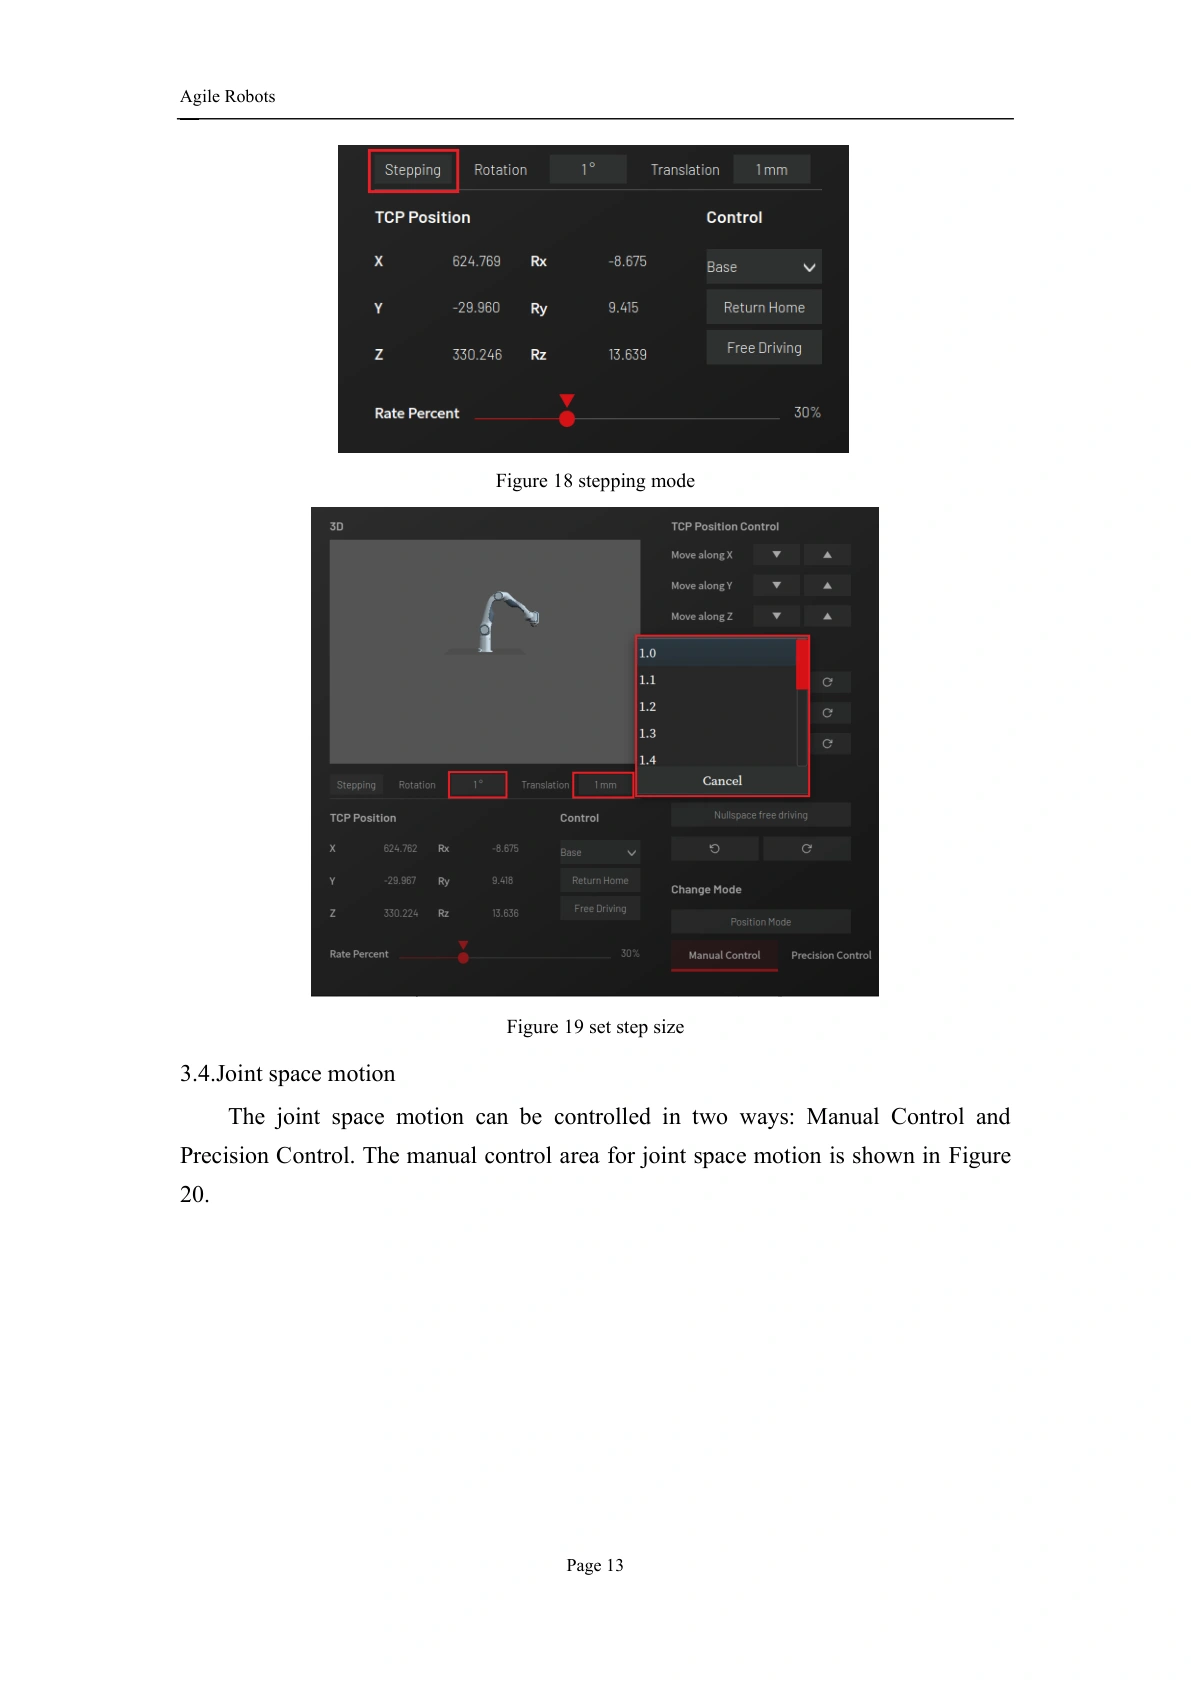 Agile Robots
Stepping Rotation 1° Translation 1 mm
TCP Position Control
X 624.769 Rx -8.675 Base
Y -29.960 Ry 9.415 Return Home
Z 330.246 Rz 13.639 Free Driving
Rate Percent 30%
Figure 18 stepping mode
3D TCP Position Control
Move along X
Move along Y
Move along Z
1.0
1.1
1.2
1.3
1.4
Cancel
Stepping Rotation 1° Translation 1 mm
Nullspace free driving
TCP Position Control
X 624.762 Rx -8.675 Base
Y -29.967 Ry 9.418 Return Home
Z 330.224 Rz 13.636 Free Driving
Change Mode
Position Mode
Rate Percent 30% Manual Control Precision Control
Figure 19 set step size
3.4.Joint space motion
The joint space motion can be controlled in two ways: Manual Control and
Precision Control. The manual control area for joint space motion is shown in Figure
20.
Page 13